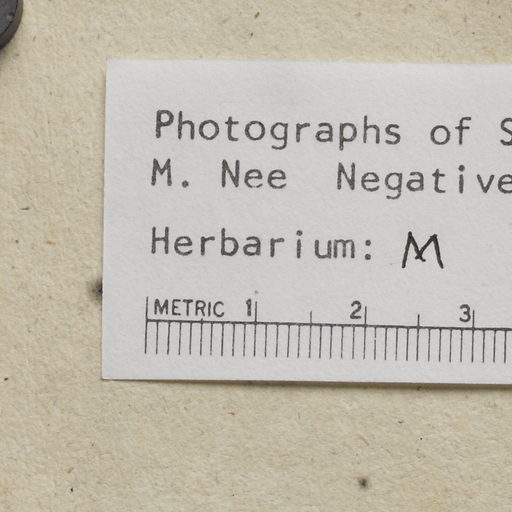 Photographs of S
M. Nee Negative
Herbarium: M
METRIC 1 2 3